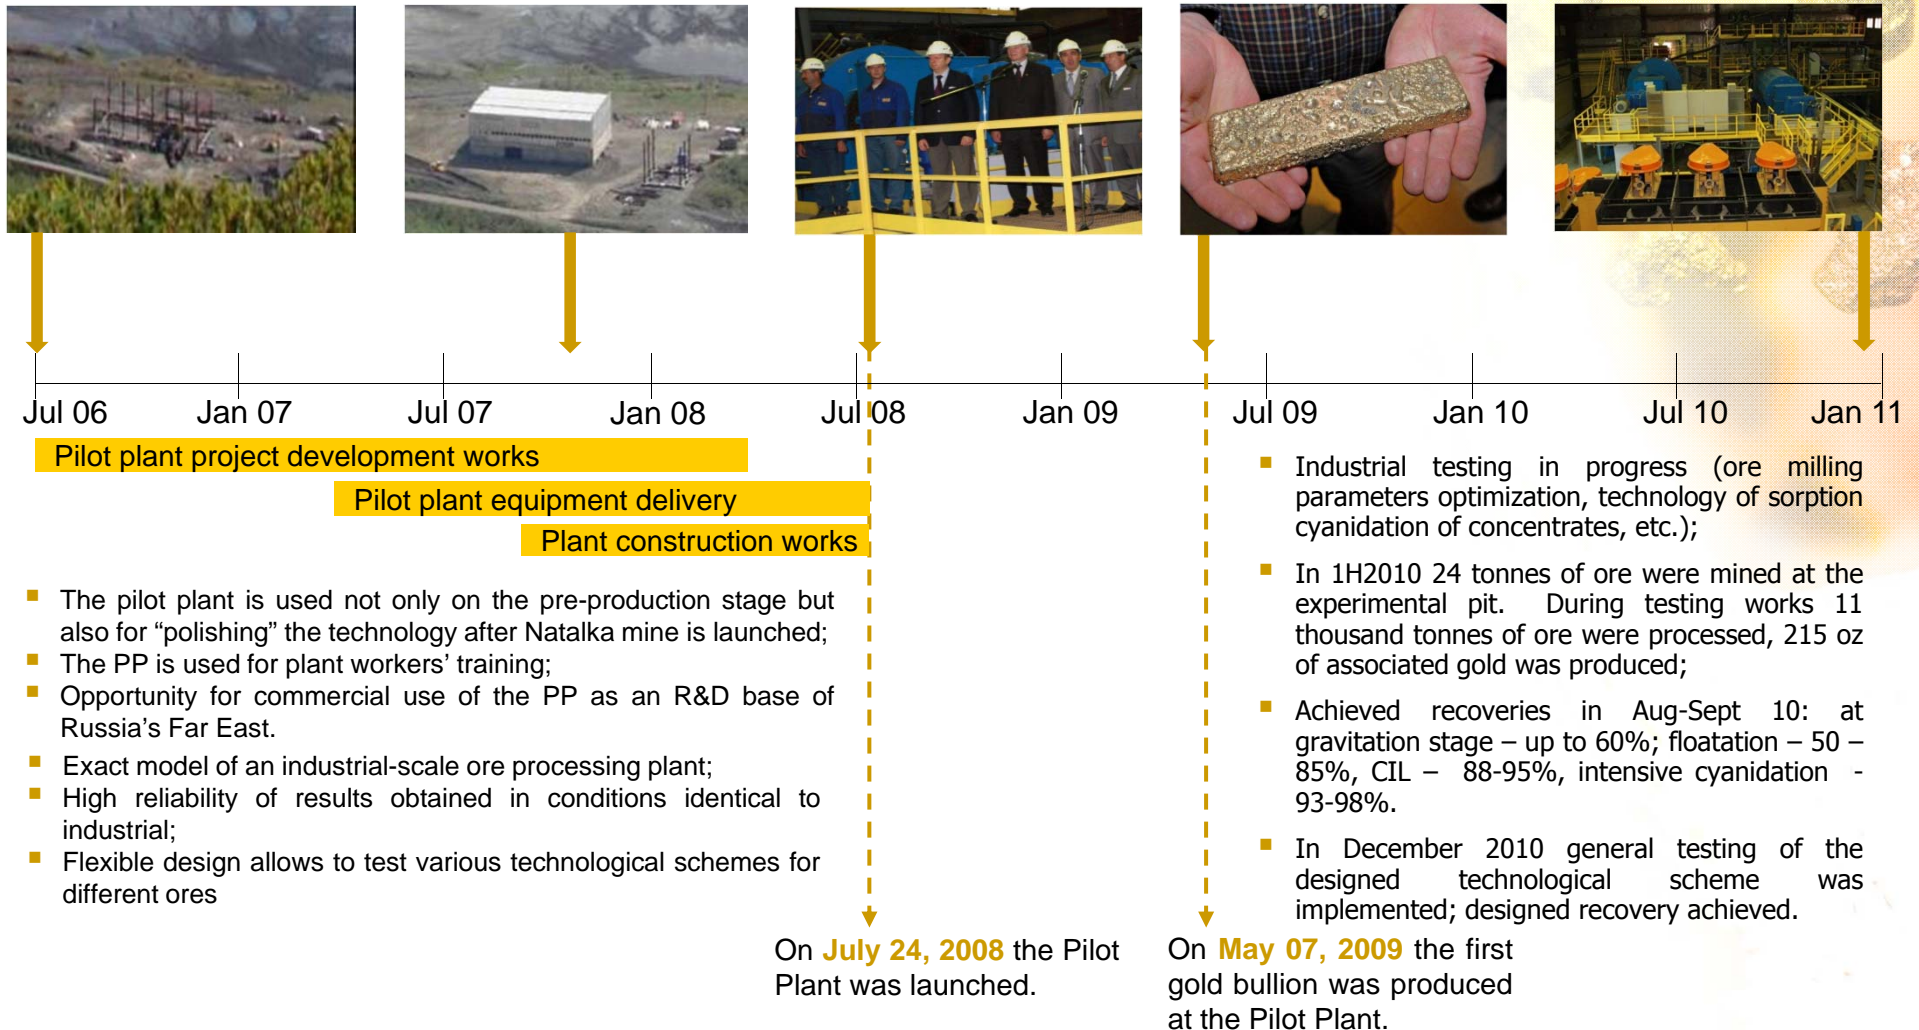 Jul 06
Jan 07
Jul 07
Jan 08
Jul 08
Jan 09
Jul 09
Jan 10
Jul 10
Jan 11
Pilot plant project development works
Pilot plant equipment delivery
Plant construction works
The pilot plant is used not only on the pre-production stage but
also for “polishing” the technology after Natalka mine is launched;
The PP is used for plant workers’ training;
Opportunity for commercial use of the PP as an R&D base of
Russia’s Far East.
Exact model of an industrial-scale ore processing plant;
High reliability of results obtained in conditions identical to
industrial;
Flexible design allows to test various technological schemes for
different ores
On July 24, 2008 the Pilot
Plant was launched.
On May 07, 2009 the first
gold bullion was produced
at the Pilot Plant.
Industrial testing in progress (ore milling
parameters optimization, technology of sorption
cyanidation of concentrates, etc.);
In 1H2010 24 tonnes of ore were mined at the
experimental pit. During testing works 11
thousand tonnes of ore were processed, 215 oz
of associated gold was produced;
Achieved recoveries in Aug-Sept 10: at
gravitation stage – up to 60%; floatation – 50 –
85%, CIL – 88-95%, intensive cyanidation -
93-98%.
In December 2010 general testing of the
designed technological scheme was
implemented; designed recovery achieved.